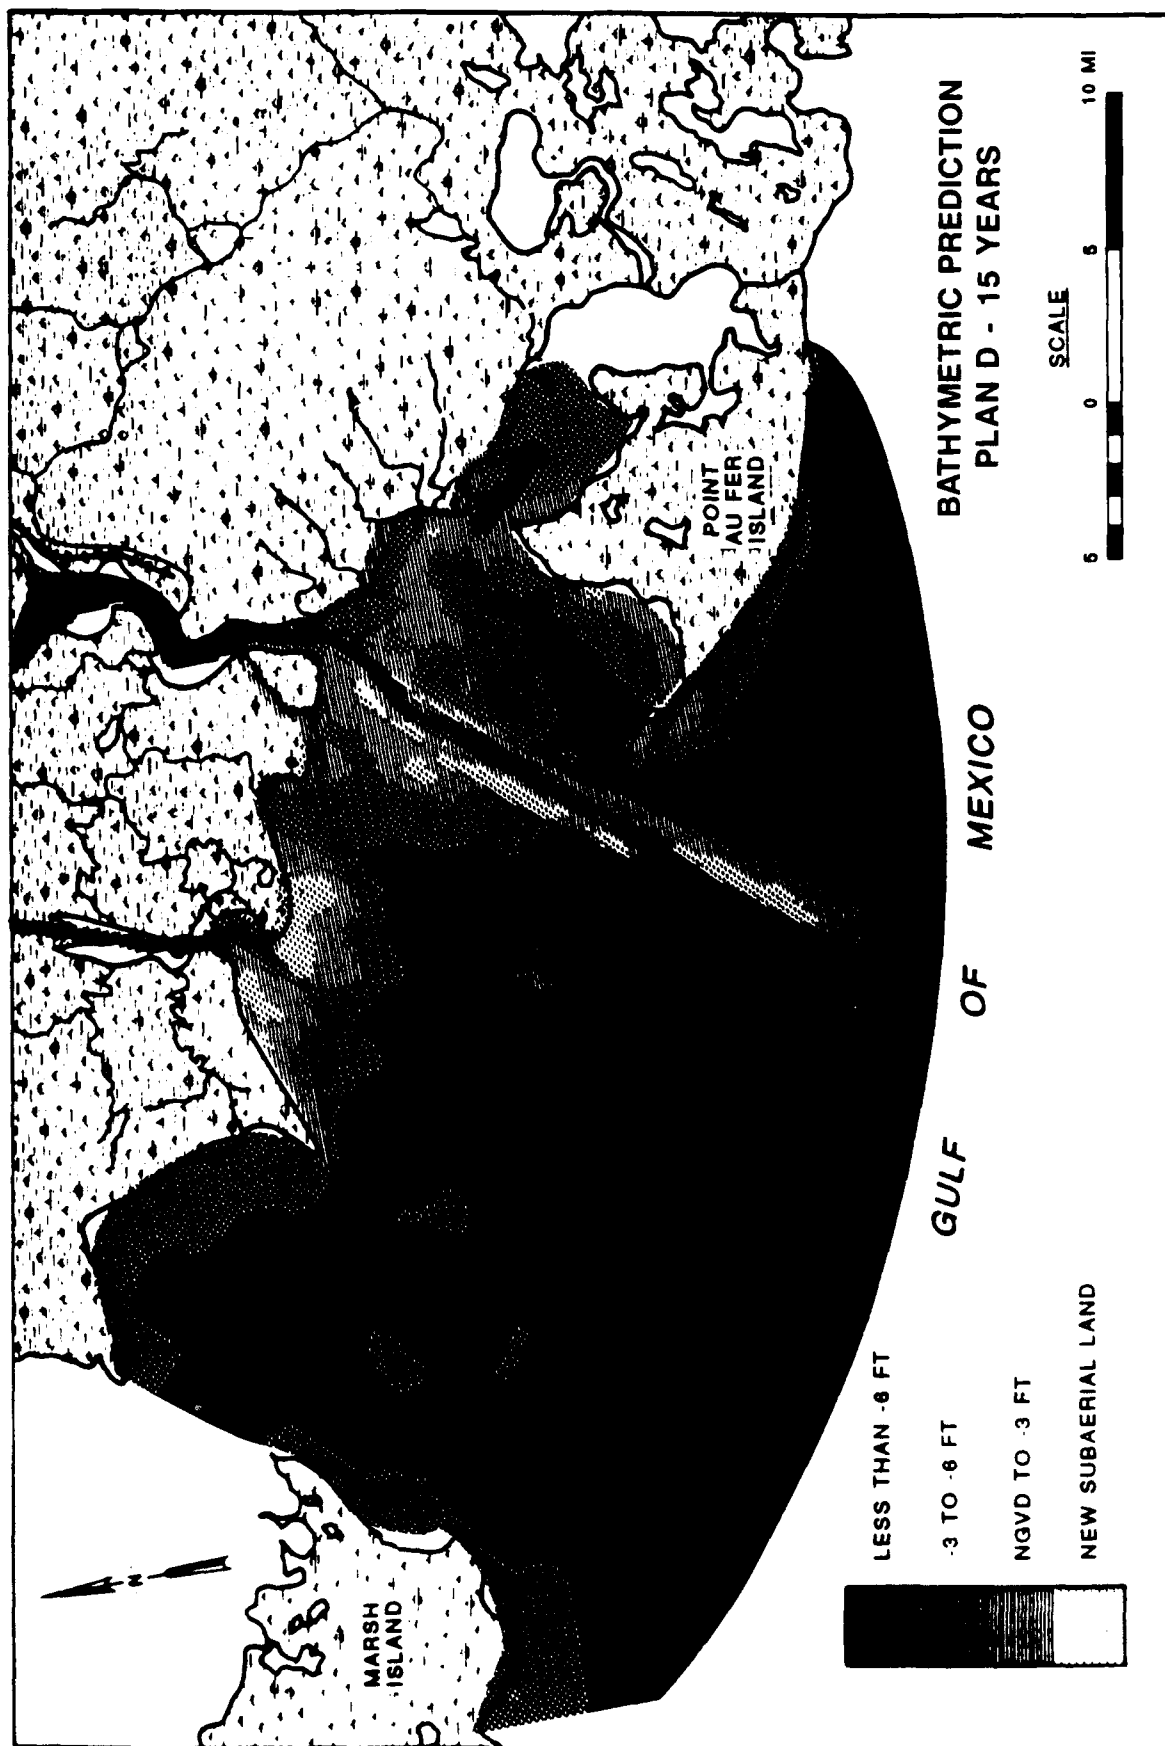 MARSH
ISLAND
N
POINT
AU FER
ISLAND
GULF OF MEXICO
LESS THAN -6 FT
-3 TO -6 FT
NGVD TO -3 FT
NEW SUBAERIAL LAND
BATHYMETRIC PREDICTION
PLAN D - 15 YEARS
SCALE
5 0 5 10 MI